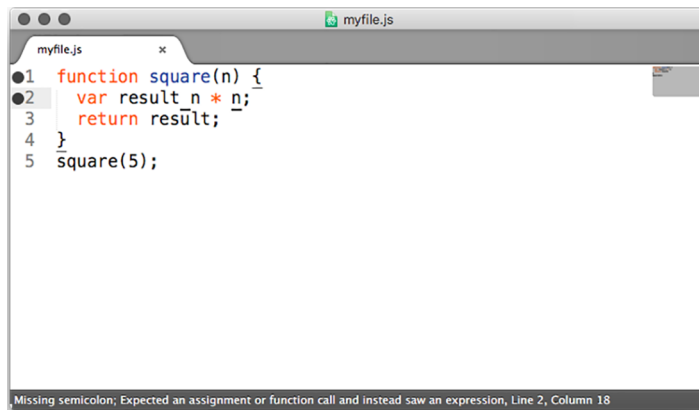 myfile.js
myfile.js ×
1 function square(n) {
2 var result n * n;
3 return result;
4 }
5 square(5);
Missing semicolon; Expected an assignment or function call and instead saw an expression, Line 2, Column 18